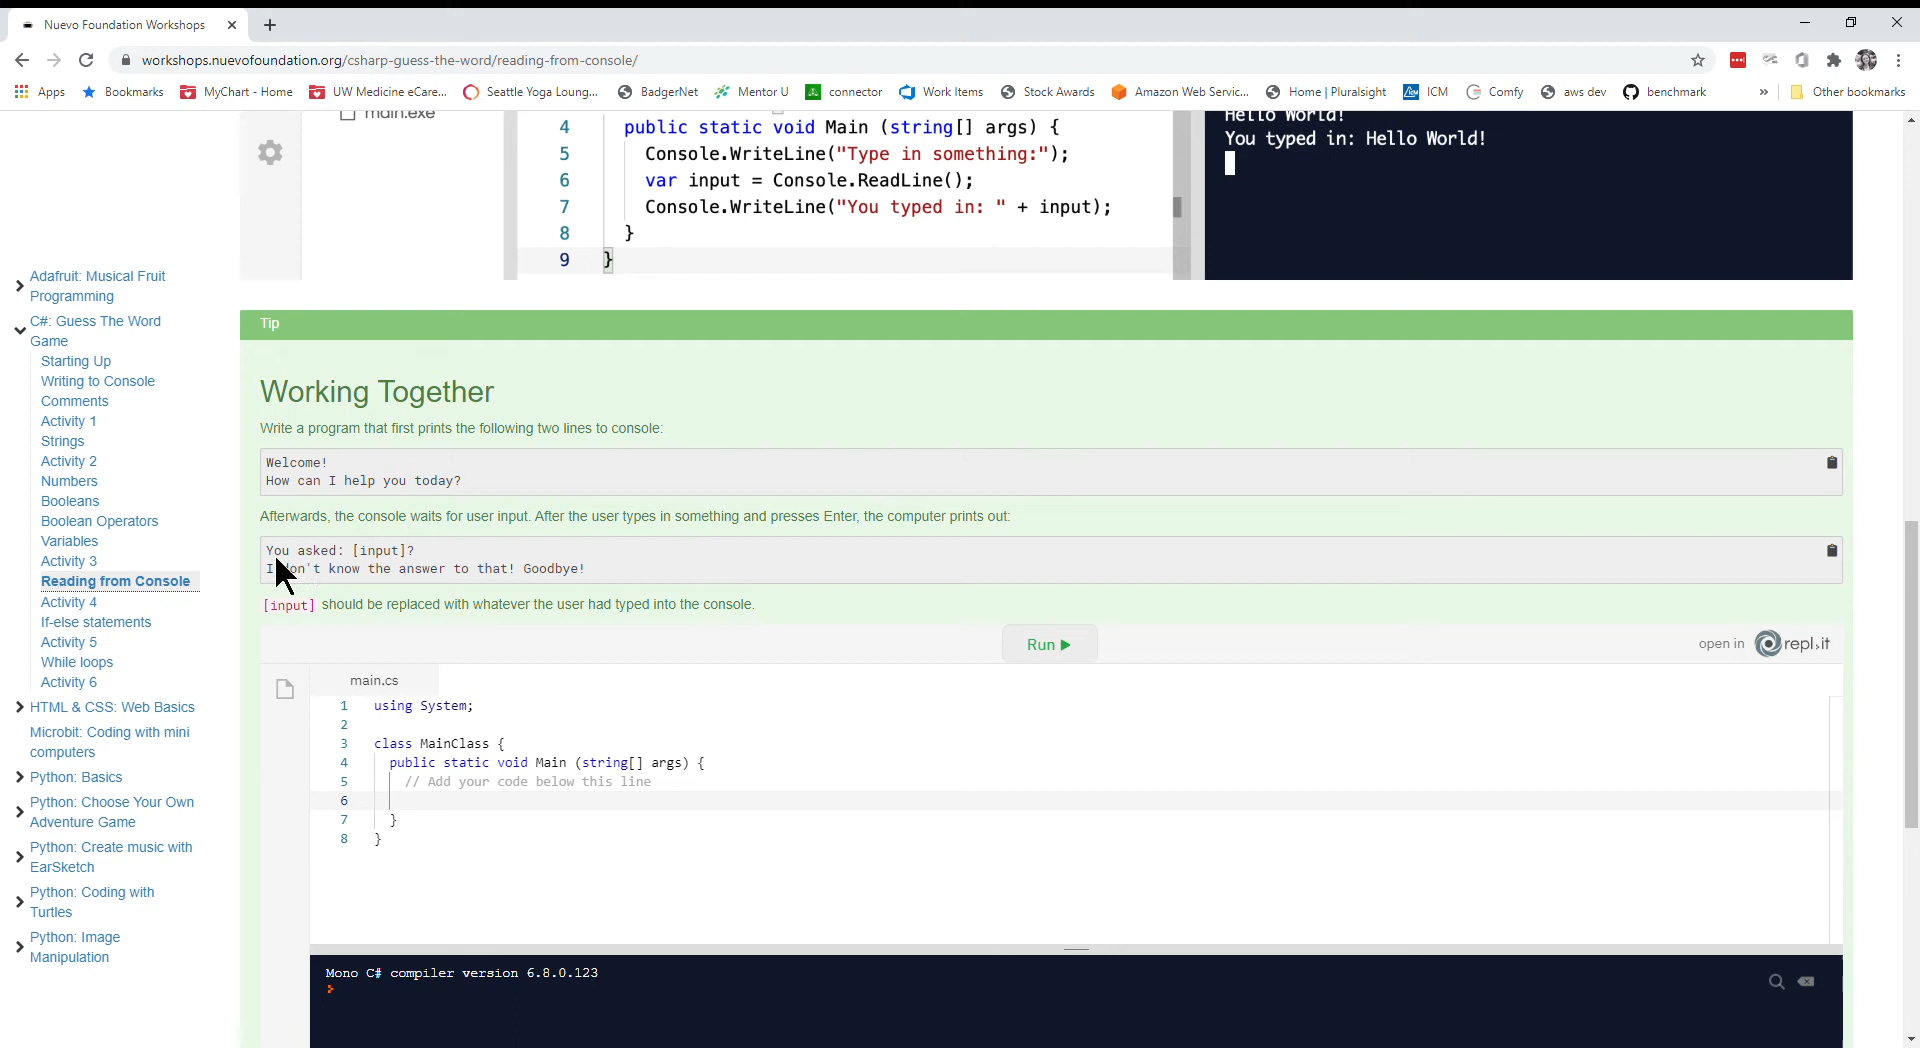 Nuevo Foundation Workshops
workshops.nuevofoundation.org/csharp-guess-the-word/reading-from-console/
Apps Bookmarks MyChart - Home UW Medicine eCare... Seattle Yoga Loung... BadgerNet Mentor U connector Work Items Stock Awards Amazon Web Servic... Home | Pluralsight ICM Comfy aws dev benchmark » Other bookmarks
main.exe
4 public static void Main (string[] args) {
5 Console.WriteLine("Type in something:");
6 var input = Console.ReadLine();
7 Console.WriteLine("You typed in: " + input);
8 }
9 }
Hello World!
You typed in: Hello World!
Adafruit: Musical Fruit
Programming
C#: Guess The Word
Game
Starting Up
Writing to Console
Comments
Activity 1
Strings
Activity 2
Numbers
Booleans
Boolean Operators
Variables
Activity 3
Reading from Console
Activity 4
If-else statements
Activity 5
While loops
Activity 6
HTML & CSS: Web Basics
Microbit: Coding with mini
computers
Python: Basics
Python: Choose Your Own
Adventure Game
Python: Create music with
EarSketch
Python: Coding with
Turtles
Python: Image
Manipulation
Tip
Working Together
Write a program that first prints the following two lines to console:
Welcome!
How can I help you today?
Afterwards, the console waits for user input. After the user types in something and presses Enter, the computer prints out:
You asked: [input]?
I don't know the answer to that! Goodbye!
[input] should be replaced with whatever the user had typed into the console.
Run
open in repl.it
main.cs
1 using System;
2
3 class MainClass {
4 public static void Main (string[] args) {
5 // Add your code below this line
6
7 }
8 }
Mono C# compiler version 6.8.0.123
>